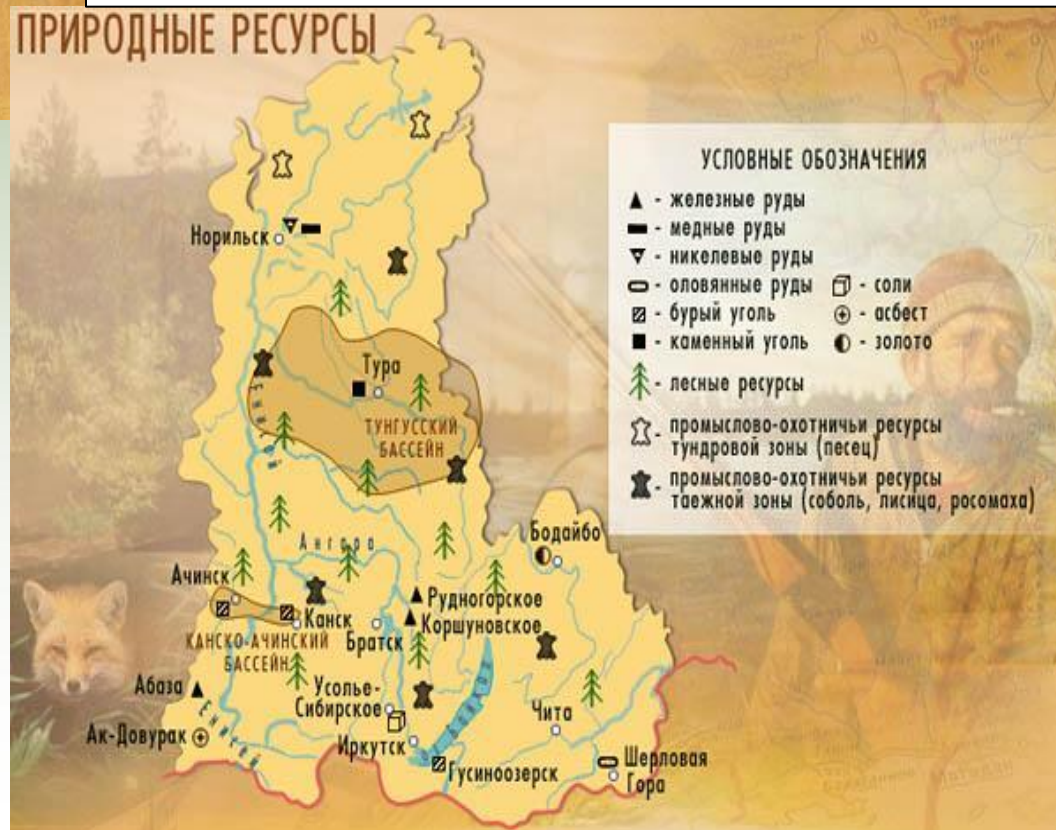 ПРИРОДНЫЕ РЕСУРСЫ
УСЛОВНЫЕ ОБОЗНАЧЕНИЯ
- железные руды
- медные руды
- никелевые руды
- оловянные руды
- соли
- бурый уголь
- асбест
- каменный уголь
- золото
- лесные ресурсы
- промыслово-охотничьи ресурсы
тундровой зоны (песец)
- промыслово-охотничьи ресурсы
таежной зоны (соболь, лисица, росомаха)
Норильск
Тура
Енисей
ТУНГУССКИЙ
БАССЕЙН
Ангара
Бодайбо
Ачинск
Канск
Рудногорское
Коршуновское
Братск
КАНСКО-АЧИНСКИЙ
БАССЕЙН
Абаза
Енисей
Ак-Довурак
Усолье-
Сибирское
Иркутск
Гусиноозерск
Чита
Шерловая
Гора